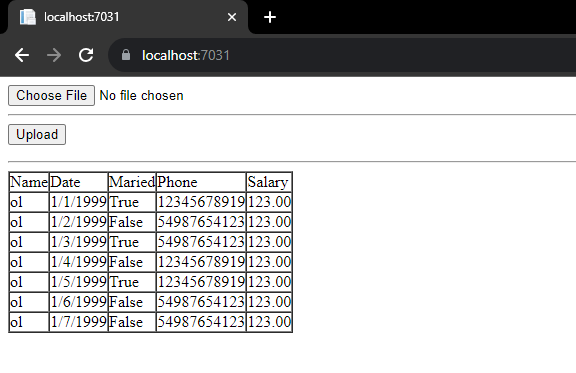 localhost:7031
localhost:7031
Choose File No file chosen
Upload
Name Date Maried Phone Salary
ol 1/1/1999 True 12345678919 123.00
ol 1/2/1999 False 54987654123 123.00
ol 1/3/1999 True 54987654123 123.00
ol 1/4/1999 False 12345678919 123.00
ol 1/5/1999 True 12345678919 123.00
ol 1/6/1999 False 54987654123 123.00
ol 1/7/1999 False 54987654123 123.00